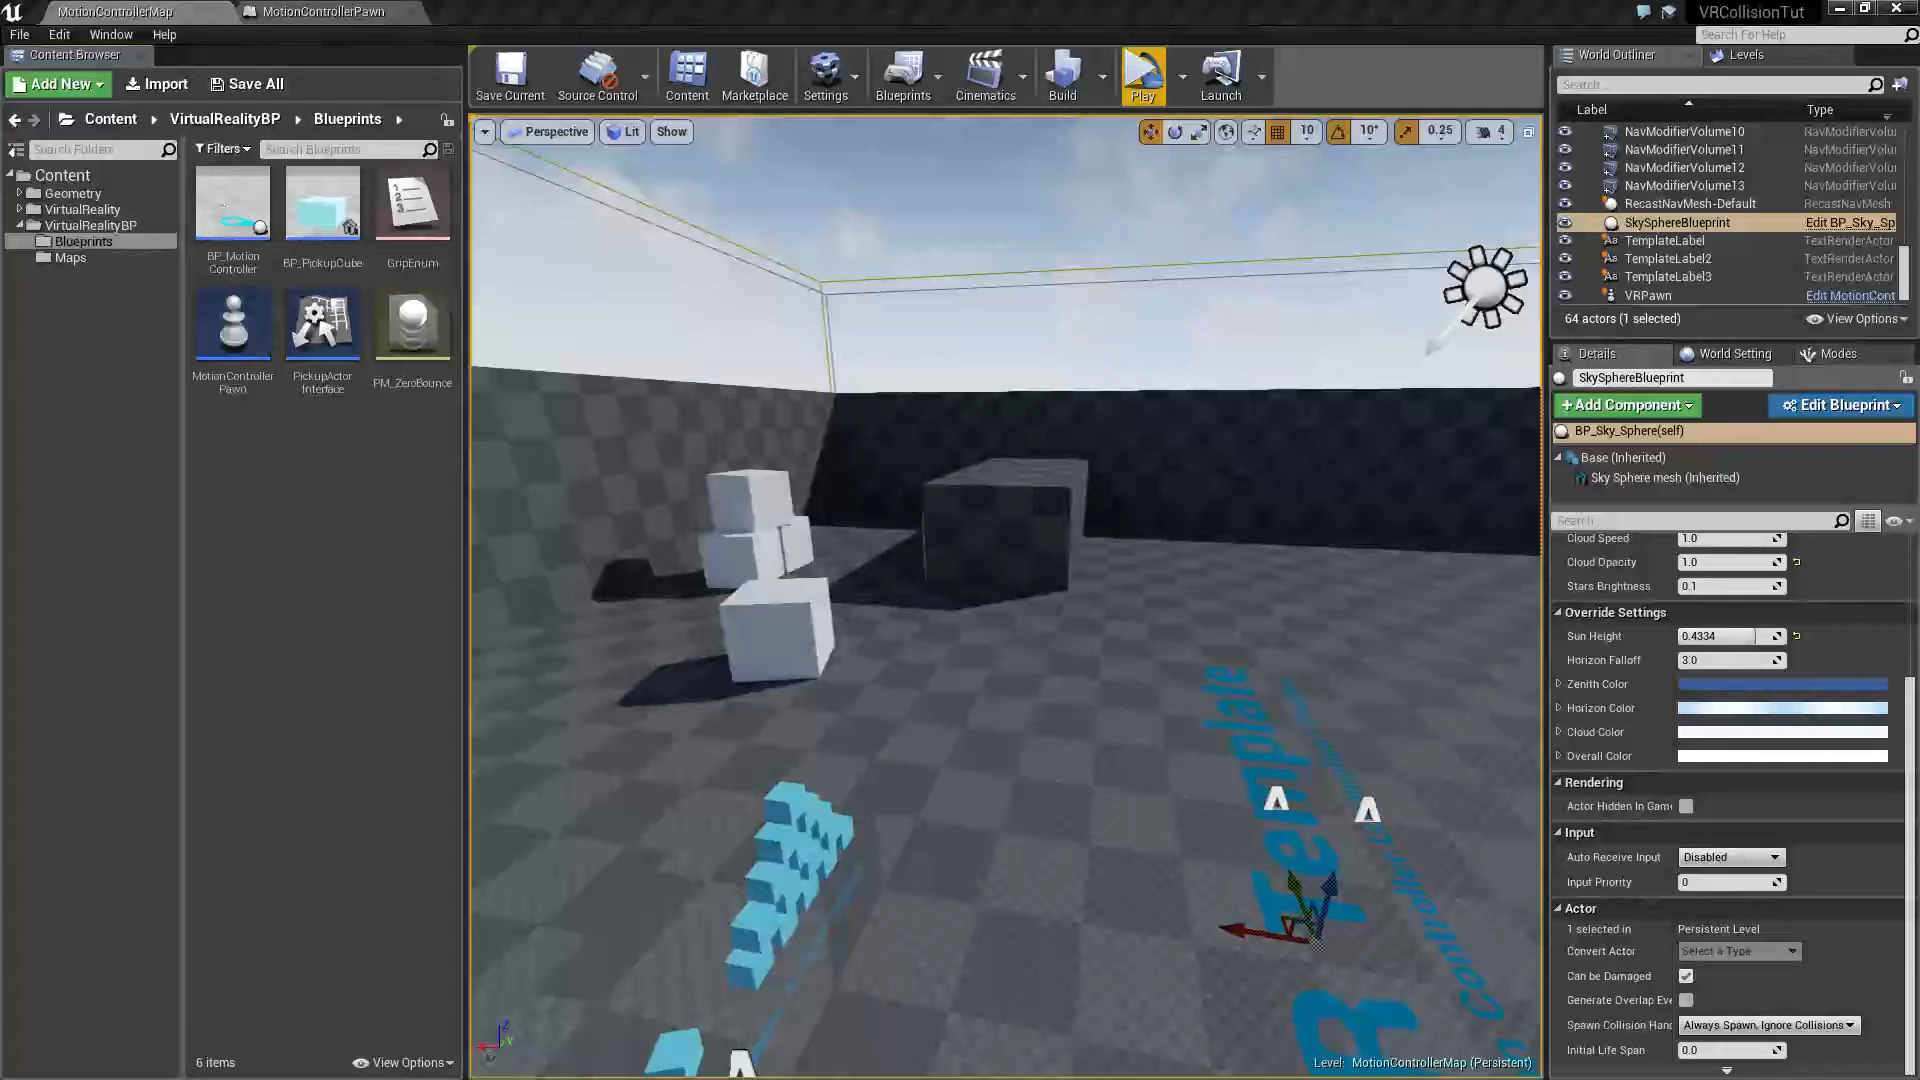 MotionControllerMap
MotionControllerPawn
VRCollisionTut
File Edit Window Help
Search For Help
Content Browser
Add New
Import
Save All
Content
VirtualRealityBP
Blueprints
Search Folders
Filters
Search Blueprints
Content
Geometry
VirtualReality
VirtualRealityBP
Blueprints
Maps
BP_Motion
Controller
BP_PickupCube
GripEnum
MotionController
Pawn
PickupActor
Interface
PM_ZeroBounce
6 items
View Options
Save Current
Source Control
Content
Marketplace
Settings
Blueprints
Cinematics
Build
Play
Launch
Perspective
Lit
Show
10
10°
0.25
4
Template
R
Level: MotionControllerMap (Persistent)
World Outliner
Levels
Search...
Label
Type
NavModifierVolume10 NavModifierVolu
NavModifierVolume11 NavModifierVolu
NavModifierVolume12 NavModifierVolu
NavModifierVolume13 NavModifierVolu
RecastNavMesh-Default RecastNavMesh
SkySphereBlueprint Edit BP_Sky_Sp
TemplateLabel TextRenderActor
TemplateLabel2 TextRenderActor
TemplateLabel3 TextRenderActor
VRPawn Edit MotionCont
64 actors (1 selected)
View Options
Details
World Setting
Modes
SkySphereBlueprint
+ Add Component
Edit Blueprint
BP_Sky_Sphere(self)
Base (Inherited)
Sky Sphere mesh (Inherited)
Search
Cloud Speed 1.0
Cloud Opacity 1.0
Stars Brightness 0.1
Override Settings
Sun Height 0.4334
Horizon Falloff 3.0
Zenith Color
Horizon Color
Cloud Color
Overall Color
Rendering
Actor Hidden In Game
Input
Auto Receive Input Disabled
Input Priority 0
Actor
1 selected in Persistent Level
Convert Actor Select a Type
Can be Damaged
Generate Overlap Eve
Spawn Collision Hand Always Spawn, Ignore Collisions
Initial Life Span 0.0